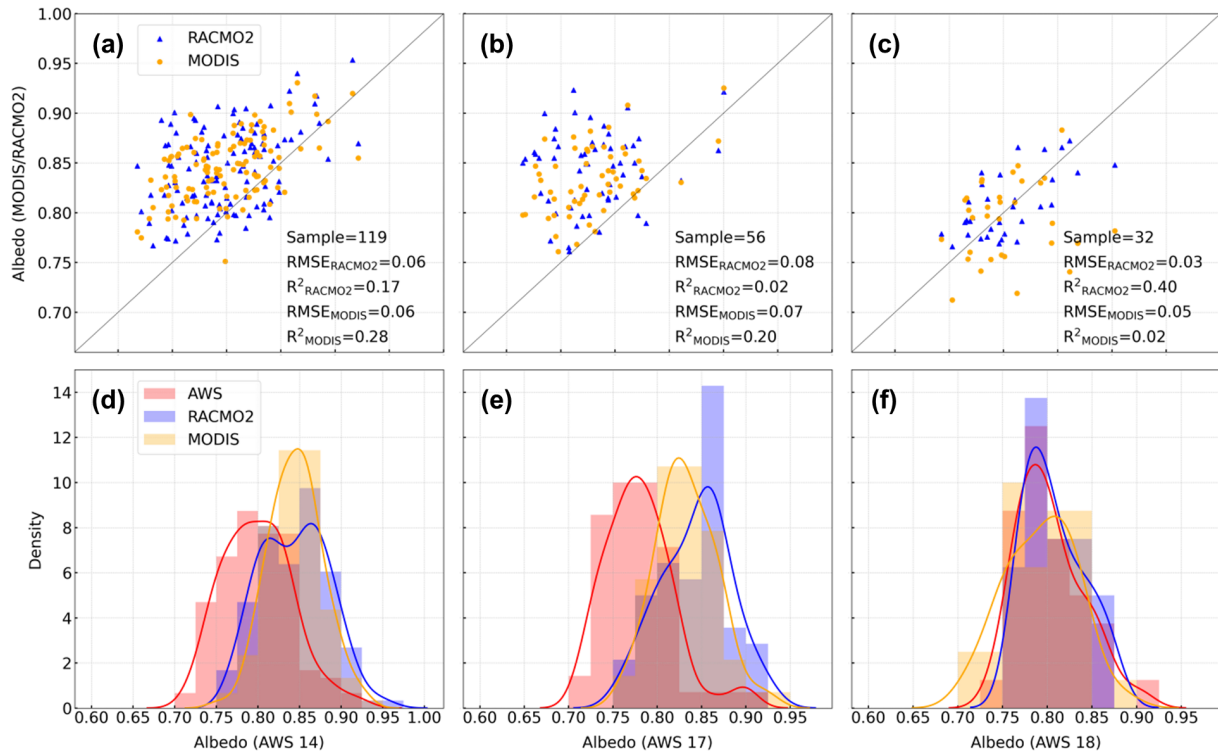 (a)
RACMO2
MODIS
(b)
(c)
1.00
0.95
0.90
0.85
0.80
0.75
0.70
Albedo (MODIS/RACMO2)
Sample=119
RMSE_RACMO2=0.06
R²_RACMO2=0.17
RMSE_MODIS=0.06
R²_MODIS=0.28
Sample=56
RMSE_RACMO2=0.08
R²_RACMO2=0.02
RMSE_MODIS=0.07
R²_MODIS=0.20
Sample=32
RMSE_RACMO2=0.03
R²_RACMO2=0.40
RMSE_MODIS=0.05
R²_MODIS=0.02
(d)
AWS
RACMO2
MODIS
(e)
(f)
14
12
10
8
6
4
2
0
Density
0.60 0.65 0.70 0.75 0.80 0.85 0.90 0.95 1.00
0.60 0.65 0.70 0.75 0.80 0.85 0.90 0.95
0.60 0.65 0.70 0.75 0.80 0.85 0.90 0.95
Albedo (AWS 14)
Albedo (AWS 17)
Albedo (AWS 18)